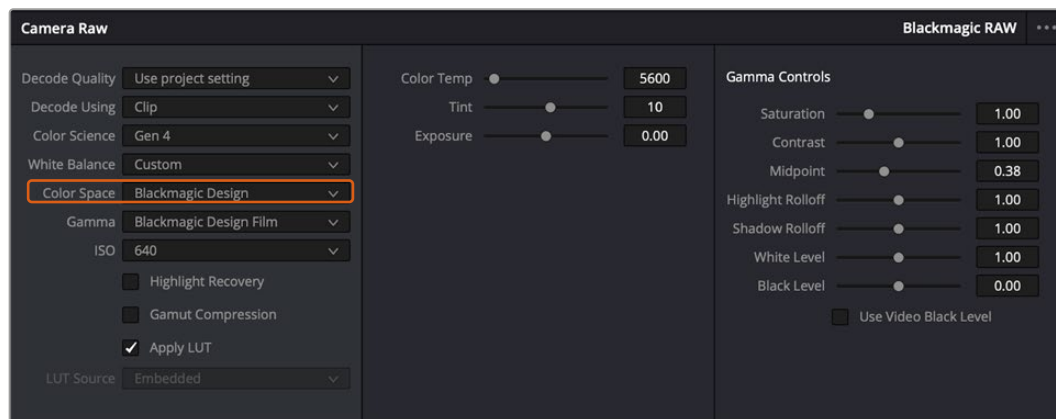 Camera Raw
Blackmagic RAW
Decode Quality Use project setting
Decode Using Clip
Color Science Gen 4
White Balance Custom
Color Space Blackmagic Design
Gamma Blackmagic Design Film
ISO 640
Highlight Recovery
Gamut Compression
Apply LUT
LUT Source Embedded
Color Temp 5600
Tint 10
Exposure 0.00
Gamma Controls
Saturation 1.00
Contrast 1.00
Midpoint 0.38
Highlight Rolloff 1.00
Shadow Rolloff 1.00
White Level 1.00
Black Level 0.00
Use Video Black Level